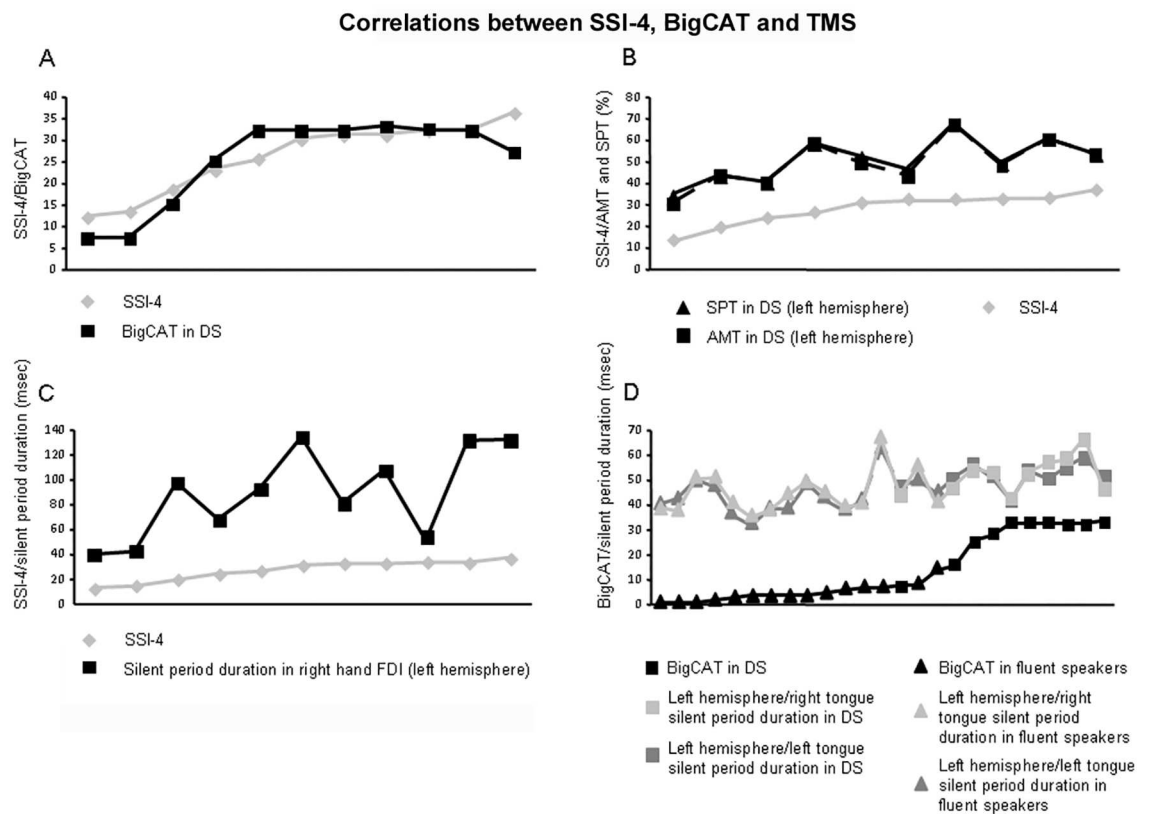 Correlations between SSI-4, BigCAT and TMS
A
SSI-4/BigCAT
40
35
30
25
20
15
10
5
0
SSI-4
BigCAT in DS
B
SSI-4/AMT and SPT (%)
80
70
60
50
40
30
20
10
0
SPT in DS (left hemisphere)
SSI-4
AMT in DS (left hemisphere)
C
SSI-4/silent period duration (msec)
140
120
100
80
60
40
20
0
SSI-4
Silent period duration in right hand FDI (left hemisphere)
D
BigCAT/silent period duration (msec)
70
60
50
40
30
20
10
0
BigCAT in DS
Left hemisphere/right tongue
silent period duration in DS
Left hemisphere/left tongue
silent period duration in DS
BigCAT in fluent speakers
Left hemisphere/right
tongue silent period
duration in fluent speakers
Left hemisphere/left tongue
silent period duration in
fluent speakers